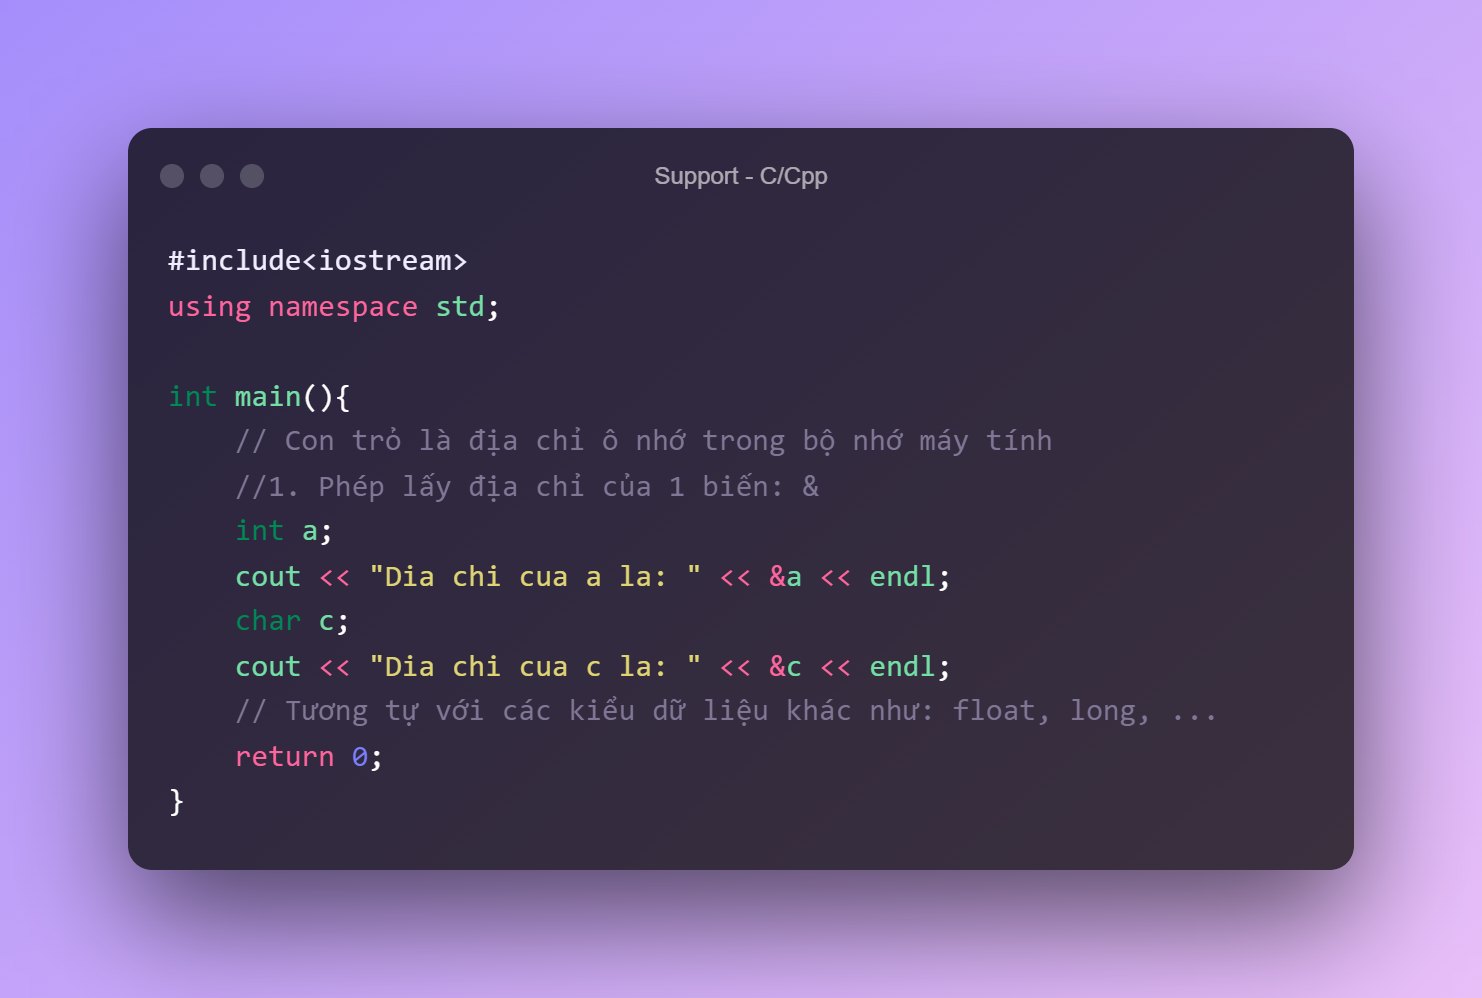 Support - C/Cpp
#include<iostream>
using namespace std;
int main(){
// Con trỏ là địa chỉ ô nhớ trong bộ nhớ máy tính
//1. Phép lấy địa chỉ của 1 biến: &
int a;
cout << "Dia chi cua a la: " << &a << endl;
char c;
cout << "Dia chi cua c la: " << &c << endl;
// Tương tự với các kiểu dữ liệu khác như: float, long, ...
return 0;
}